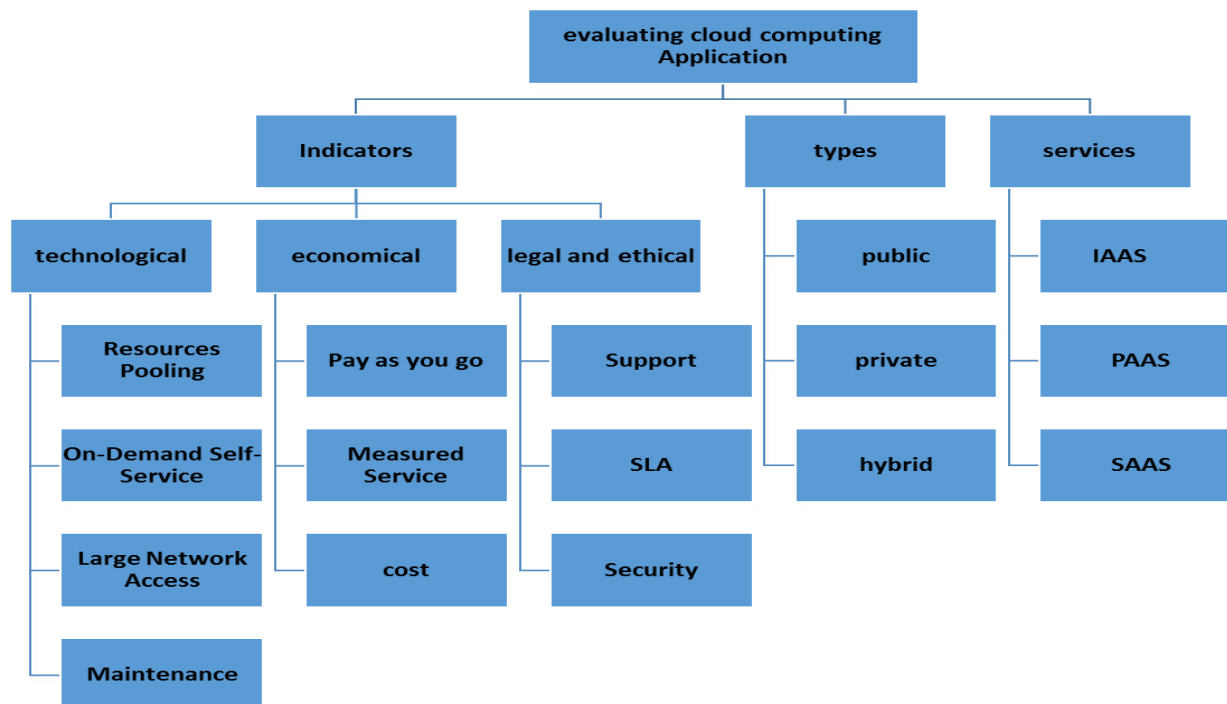 evaluating cloud computing
Application
Indicators
types
services
technological
economical
legal and ethical
public
IAAS
Resources
Pooling
Pay as you go
Support
private
PAAS
On-Demand Self-
Service
Measured
Service
SLA
hybrid
SAAS
Large Network
Access
cost
Security
Maintenance